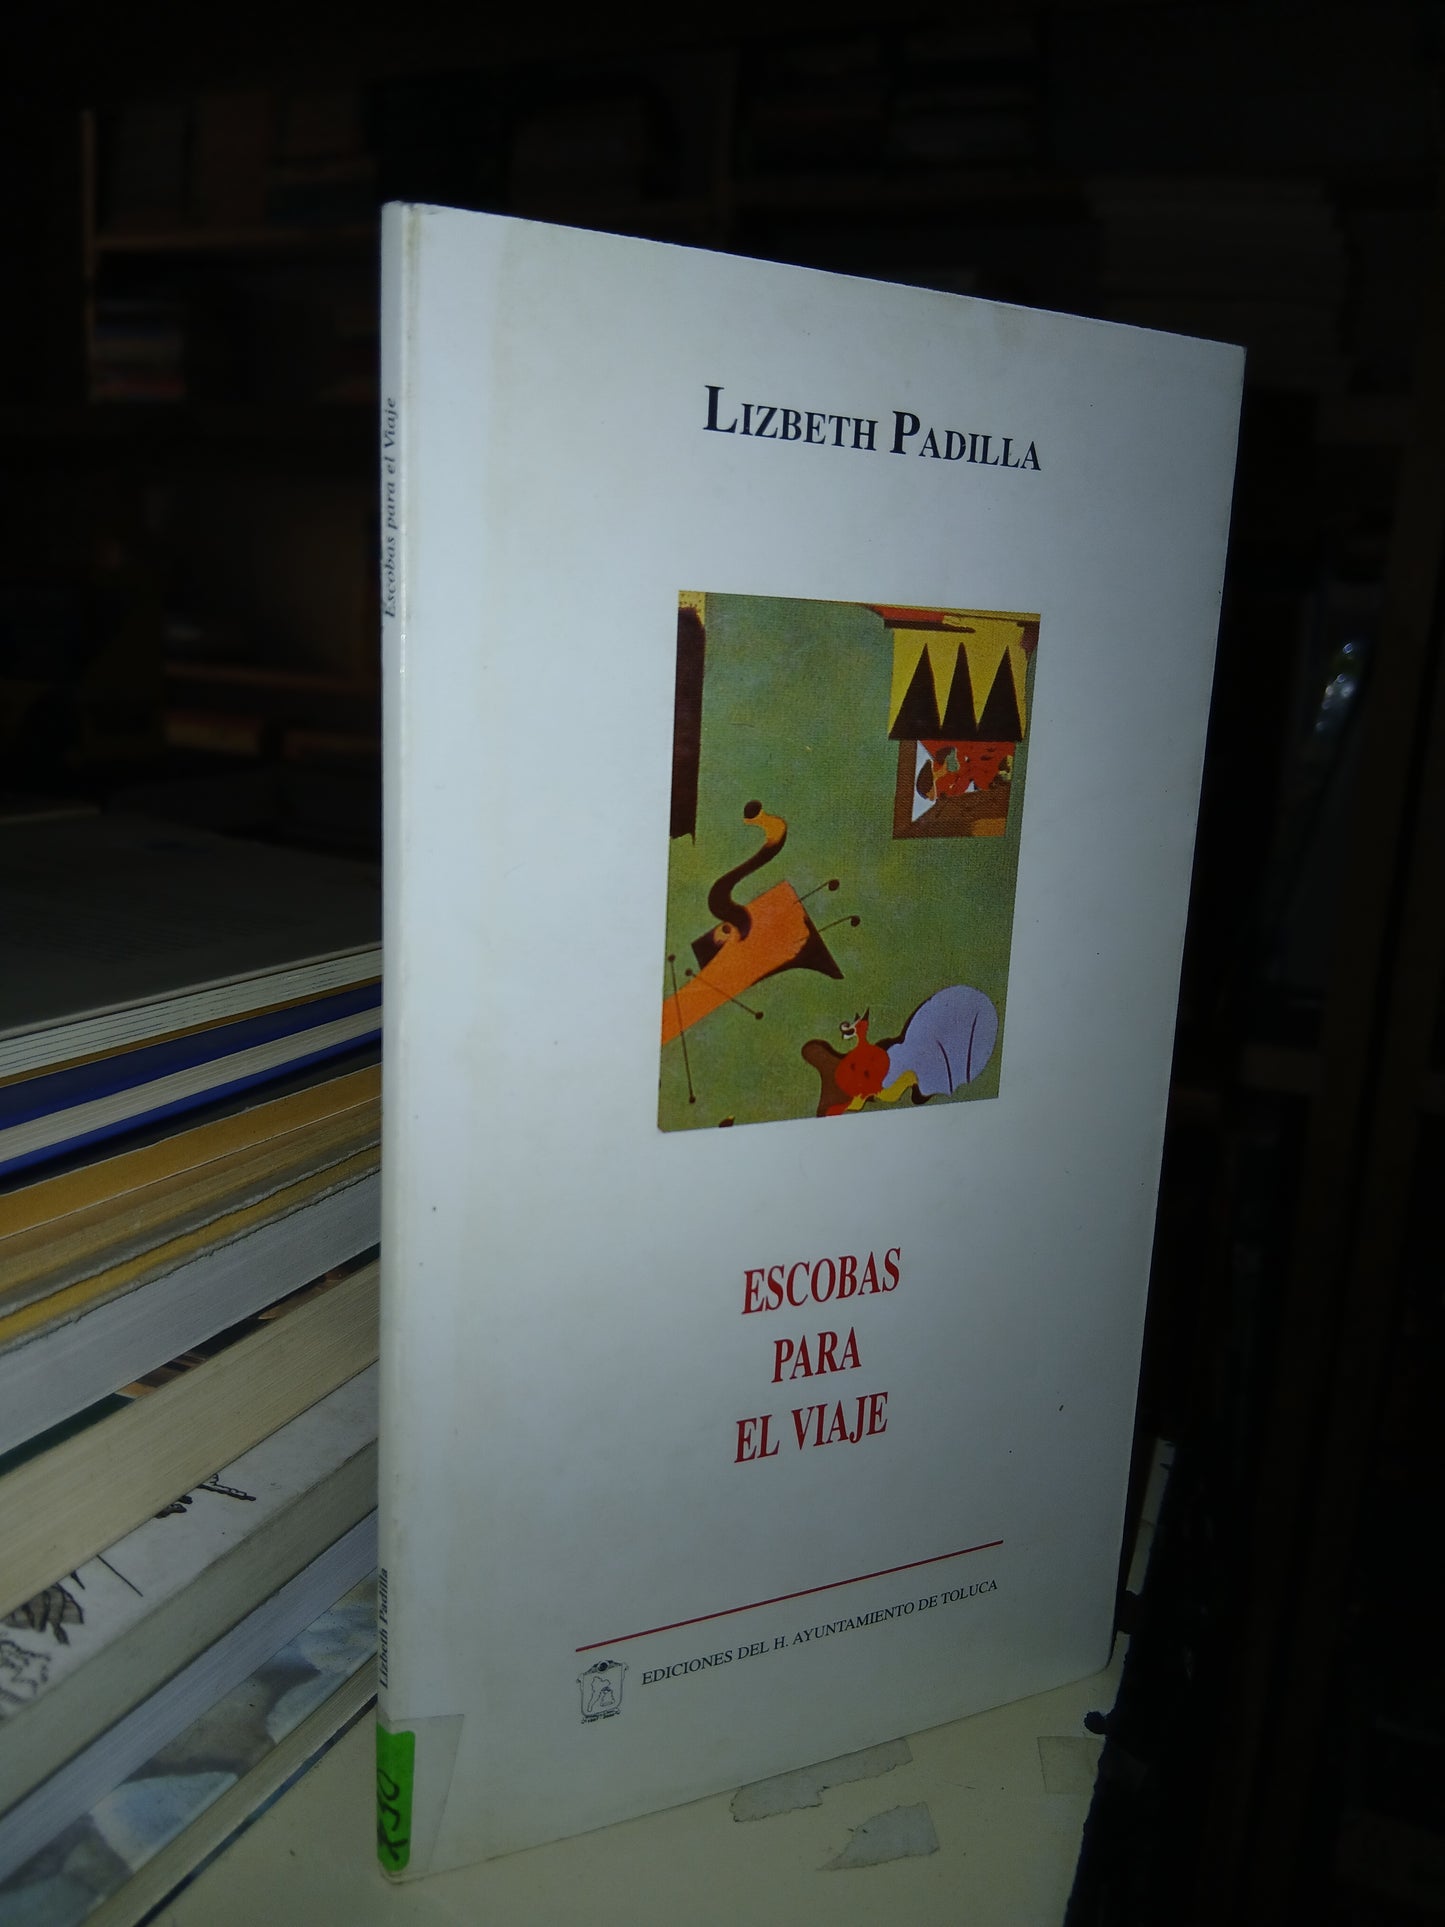 LIZBETH PADILLA
ESCOBAS
PARA
EL VIAJE
EDICIONES DEL H. AYUNTAMIENTO DE TOLUCA
Escobas para el Viaje
Lizbeth Padilla